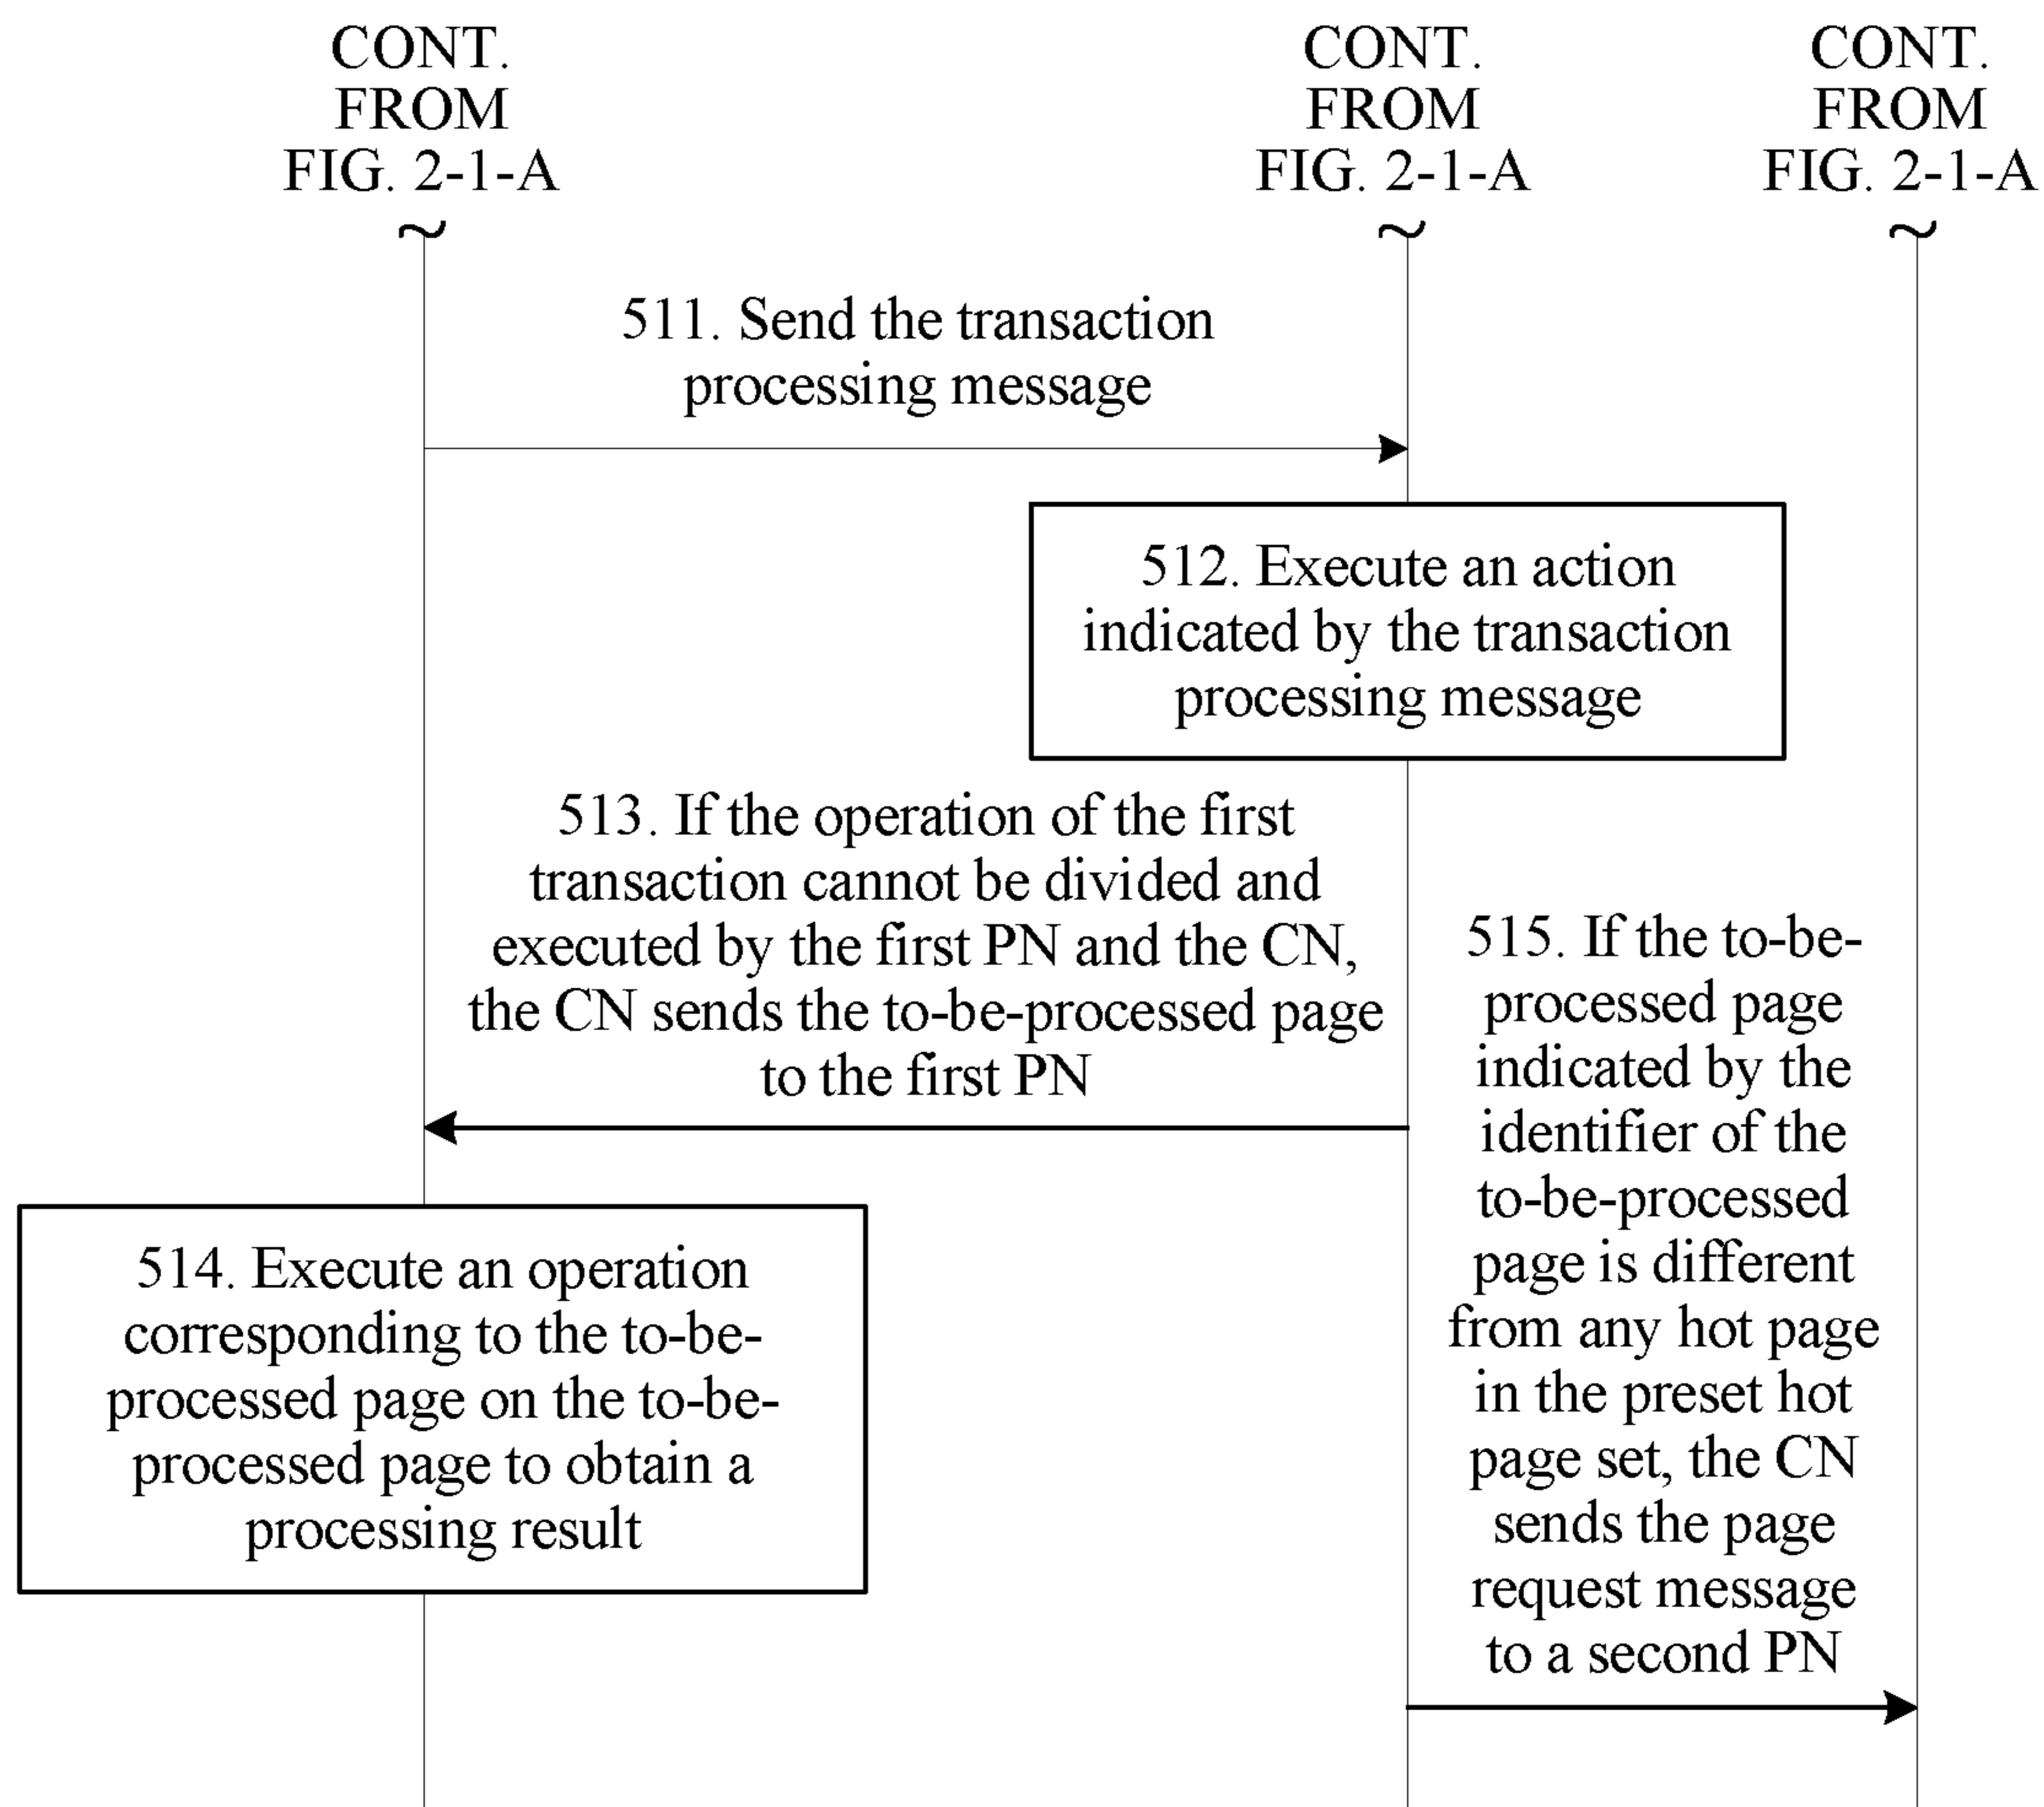 CONT.
FROM
FIG. 2-1-A
CONT.
FROM
FIG. 2-1-A
CONT.
FROM
FIG. 2-1-A
511. Send the transaction
processing message
512. Execute an action
indicated by the transaction
processing message
513. If the operation of the first
transaction cannot be divided and
executed by the first PN and the CN,
the CN sends the to-be-processed page
to the first PN
514. Execute an operation
corresponding to the to-be-
processed page on the to-be-
processed page to obtain a
processing result
515. If the to-be-
processed page
indicated by the
identifier of the
to-be-processed
page is different
from any hot page
in the preset hot
page set, the CN
sends the page
request message
to a second PN